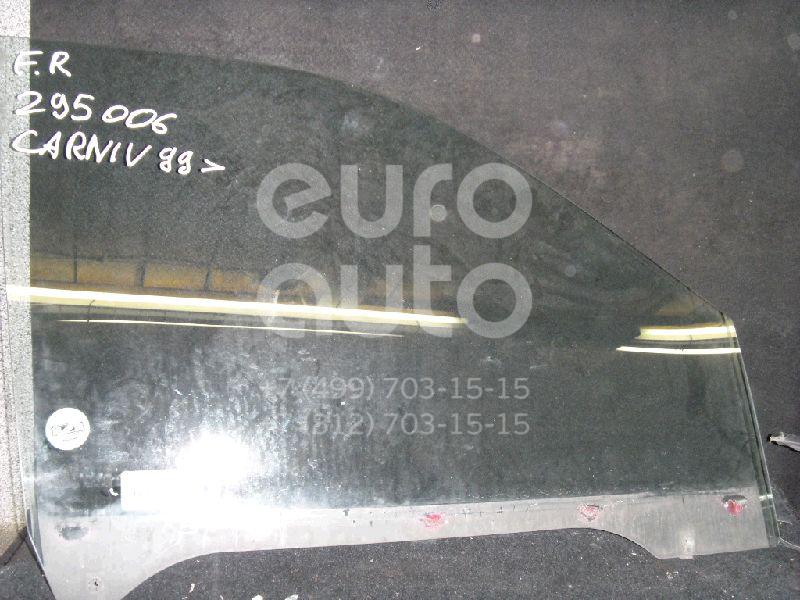 F.R
295006
CARNIV 99>
euro
auto
+7 (499) 703-15-15
(812) 703-15-15